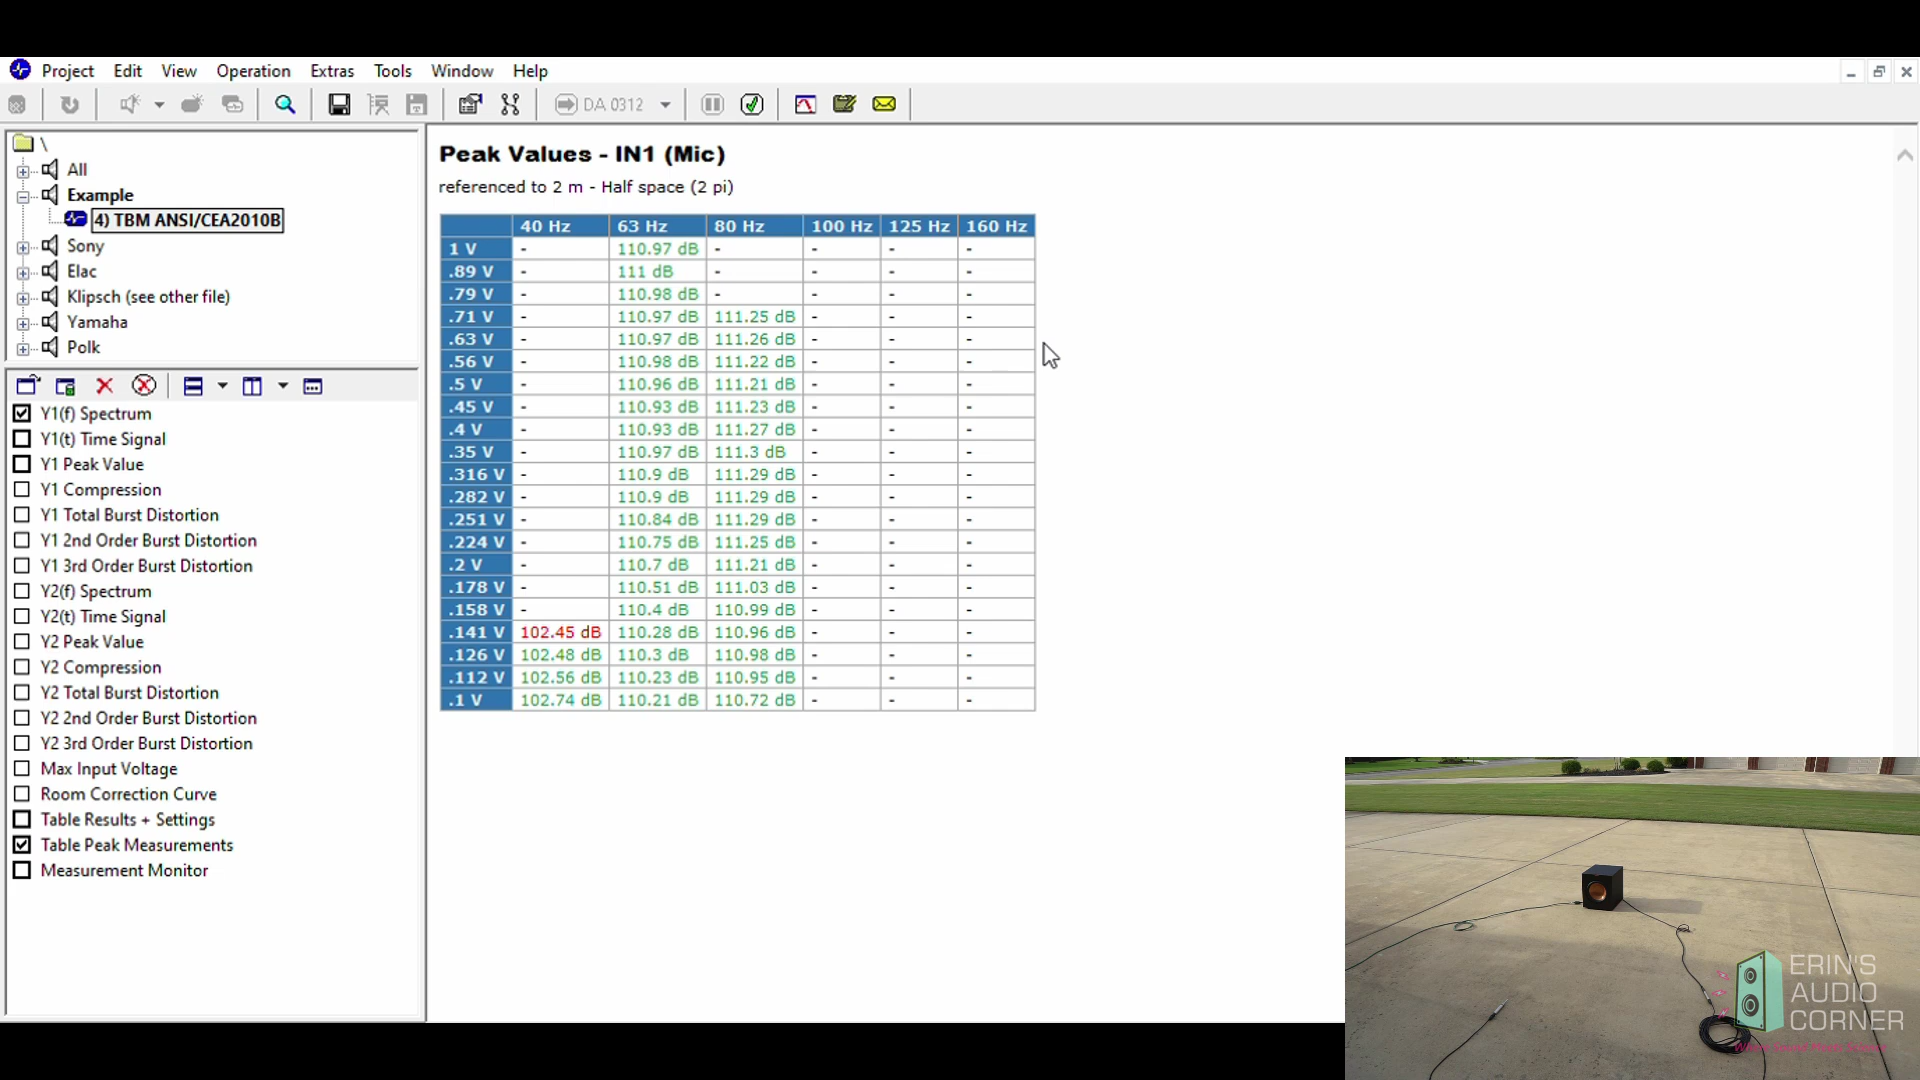 Project Edit View Operation Extras Tools Window Help
DA 0312
\
All
Example
4) TBM ANSI/CEA2010B
Sony
Elac
Klipsch (see other file)
Yamaha
Polk
Y1(f) Spectrum
Y1(t) Time Signal
Y1 Peak Value
Y1 Compression
Y1 Total Burst Distortion
Y1 2nd Order Burst Distortion
Y1 3rd Order Burst Distortion
Y2(f) Spectrum
Y2(t) Time Signal
Y2 Peak Value
Y2 Compression
Y2 Total Burst Distortion
Y2 2nd Order Burst Distortion
Y2 3rd Order Burst Distortion
Max Input Voltage
Room Correction Curve
Table Results + Settings
Table Peak Measurements
Measurement Monitor
Peak Values - IN1 (Mic)
referenced to 2 m - Half space (2 pi)
40 Hz 63 Hz 80 Hz 100 Hz 125 Hz 160 Hz
1 V - 110.97 dB - - - -
.89 V - 111 dB - - - -
.79 V - 110.98 dB - - - -
.71 V - 110.97 dB 111.25 dB - - -
.63 V - 110.97 dB 111.26 dB - - -
.56 V - 110.98 dB 111.22 dB - - -
.5 V - 110.96 dB 111.21 dB - - -
.45 V - 110.93 dB 111.23 dB - - -
.4 V - 110.93 dB 111.27 dB - - -
.35 V - 110.97 dB 111.3 dB - - -
.316 V - 110.9 dB 111.29 dB - - -
.282 V - 110.9 dB 111.29 dB - - -
.251 V - 110.84 dB 111.29 dB - - -
.224 V - 110.75 dB 111.25 dB - - -
.2 V - 110.7 dB 111.21 dB - - -
.178 V - 110.51 dB 111.03 dB - - -
.158 V - 110.4 dB 110.99 dB - - -
.141 V 102.45 dB 110.28 dB 110.96 dB - - -
.126 V 102.48 dB 110.3 dB 110.98 dB - - -
.112 V 102.56 dB 110.23 dB 110.95 dB - - -
.1 V 102.74 dB 110.21 dB 110.72 dB - - -
ERIN'S
AUDIO
CORNER